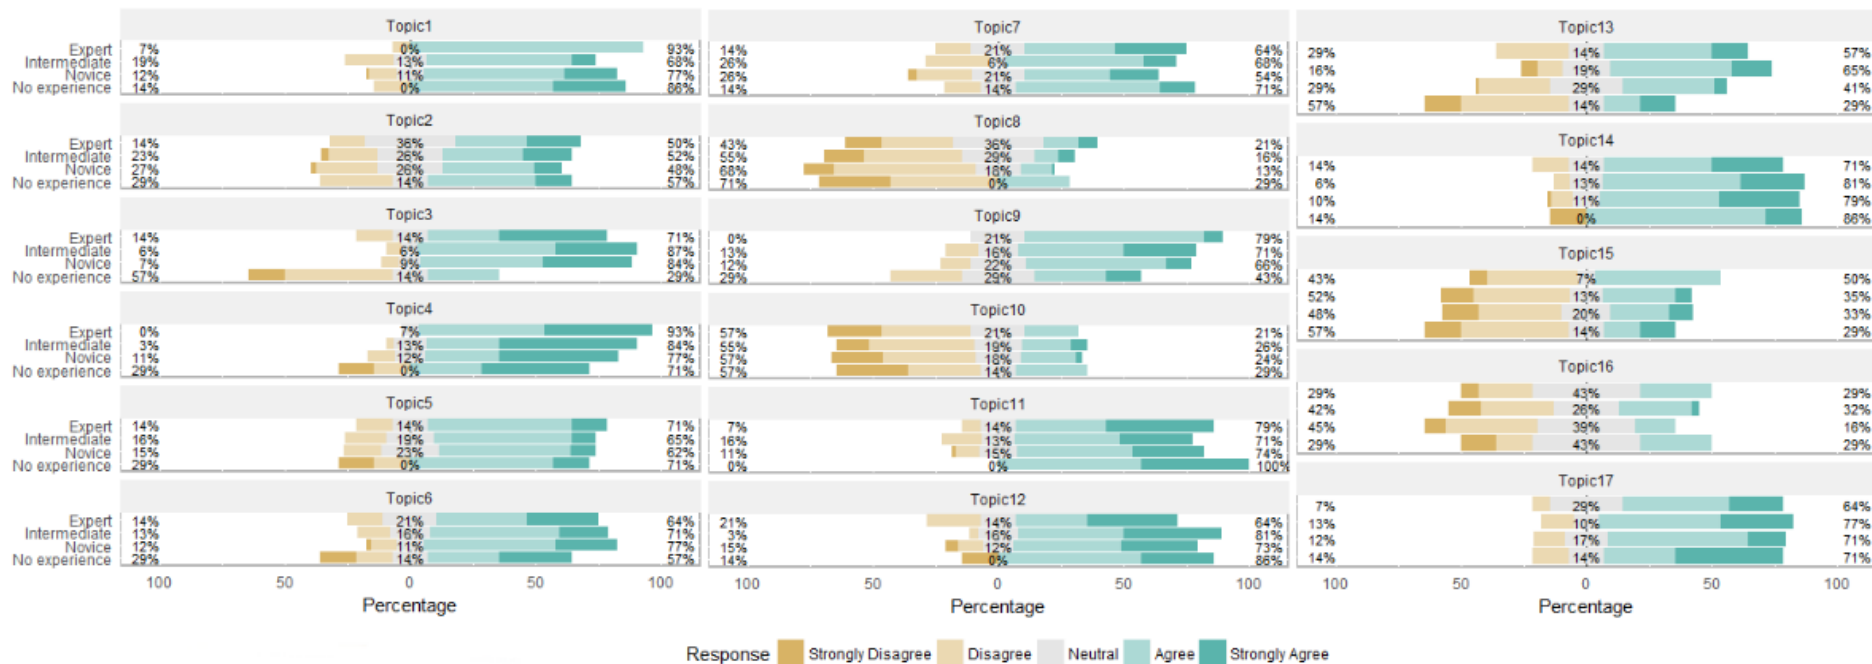 Topic1
Expert 7% 0% 93%
Intermediate 19% 13% 68%
Novice 12% 11% 77%
No experience 14% 0% 86%
Topic2
Expert 14% 36% 50%
Intermediate 23% 26% 52%
Novice 27% 26% 48%
No experience 29% 14% 57%
Topic3
Expert 14% 14% 71%
Intermediate 6% 6% 87%
Novice 7% 9% 84%
No experience 57% 14% 29%
Topic4
Expert 0% 7% 93%
Intermediate 3% 13% 84%
Novice 11% 12% 77%
No experience 29% 0% 71%
Topic5
Expert 14% 14% 71%
Intermediate 16% 19% 65%
Novice 15% 23% 62%
No experience 29% 0% 71%
Topic6
Expert 14% 21% 64%
Intermediate 13% 16% 71%
Novice 12% 11% 77%
No experience 29% 14% 57%
100 50 0 50 100
Percentage
Topic7
14% 21% 64%
26% 6% 68%
26% 21% 54%
14% 14% 71%
Topic8
43% 36% 21%
55% 29% 16%
68% 18% 13%
71% 0% 29%
Topic9
0% 21% 79%
13% 16% 71%
12% 22% 66%
29% 29% 43%
Topic10
57% 21% 21%
55% 19% 26%
57% 18% 24%
57% 14% 29%
Topic11
7% 14% 79%
16% 13% 71%
11% 15% 74%
0% 0% 100%
Topic12
21% 14% 64%
3% 16% 81%
15% 12% 73%
14% 0% 86%
100 50 0 50 100
Percentage
Topic13
29% 14% 57%
16% 19% 65%
29% 29% 41%
57% 14% 29%
Topic14
14% 14% 71%
6% 13% 81%
10% 11% 79%
14% 0% 86%
Topic15
43% 7% 50%
52% 13% 35%
48% 20% 33%
57% 14% 29%
Topic16
29% 43% 29%
42% 26% 32%
45% 39% 16%
29% 43% 29%
Topic17
7% 29% 64%
13% 10% 77%
12% 17% 71%
14% 14% 71%
100 50 0 50 100
Percentage
Response Strongly Disagree Disagree Neutral Agree Strongly Agree